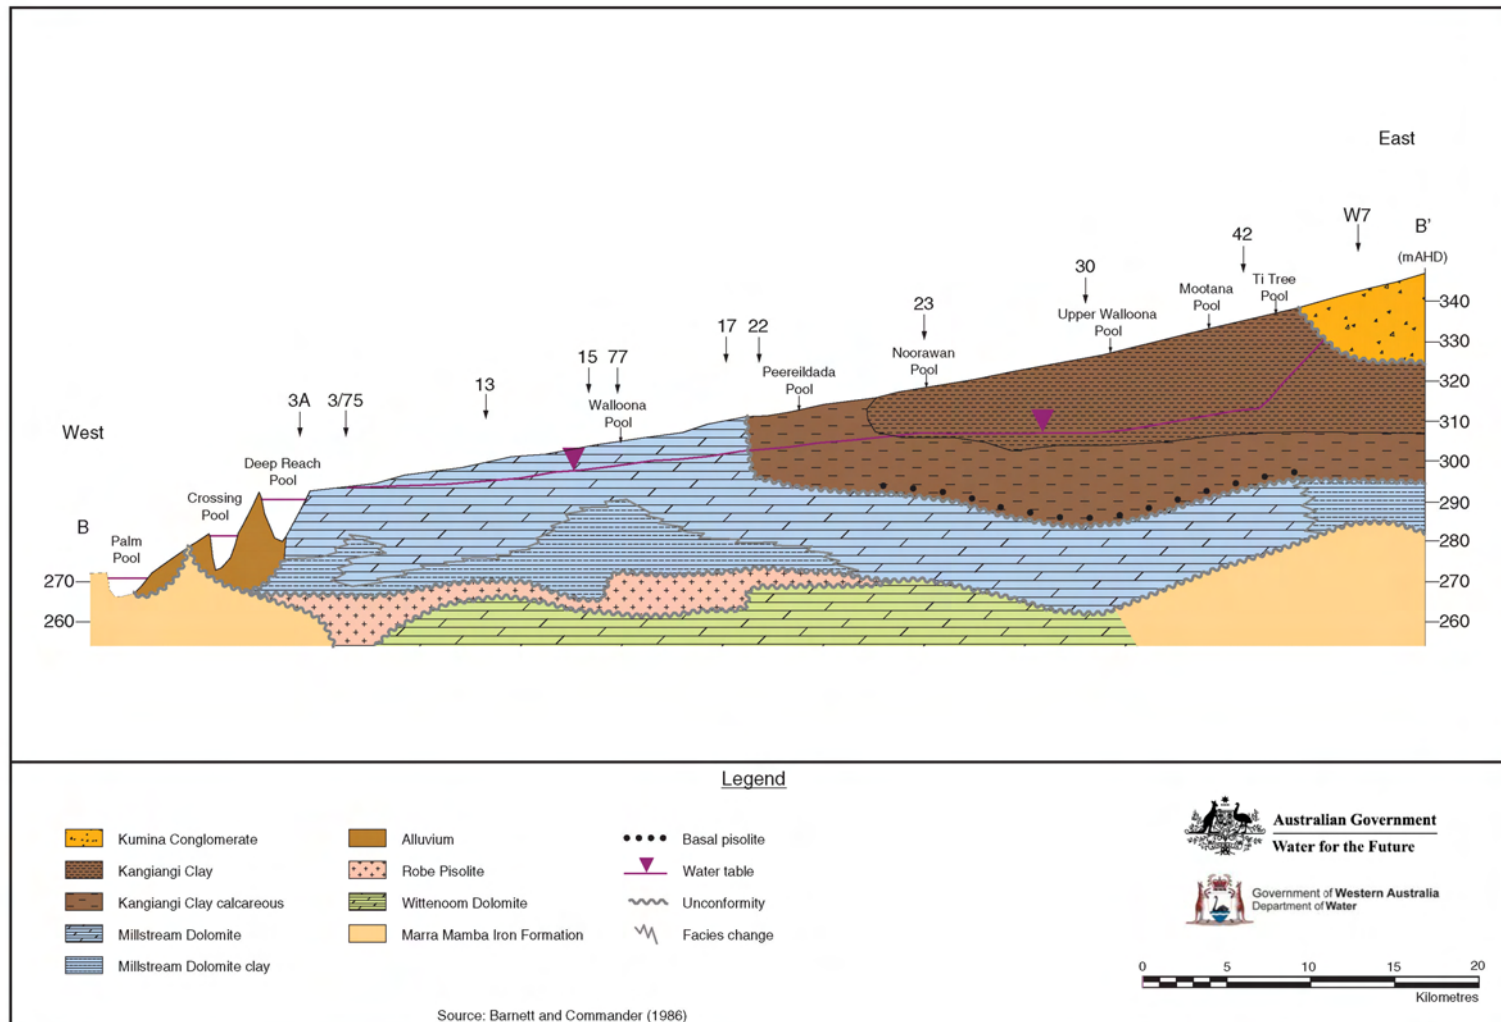 East
W7
B'
(mAHD)
42
Ti Tree
Pool
Mootana
Pool
30
Upper Walloona
Pool
23
Noorawan
Pool
17
22
Peereildada
Pool
15
77
Walloona
Pool
13
3A
3/75
West
Deep Reach
Pool
Crossing
Pool
B
Palm
Pool
270
260
340
330
320
310
300
290
280
270
260
Legend
Kumina Conglomerate
Kangiangi Clay
Kangiangi Clay calcareous
Millstream Dolomite
Millstream Dolomite clay
Alluvium
Robe Pisolite
Wittenoom Dolomite
Marra Mamba Iron Formation
Basal pisolite
Water table
Unconformity
Facies change
Australian Government
Water for the Future
Government of Western Australia
Department of Water
0 5 10 15 20
Kilometres
Source: Barnett and Commander (1986)